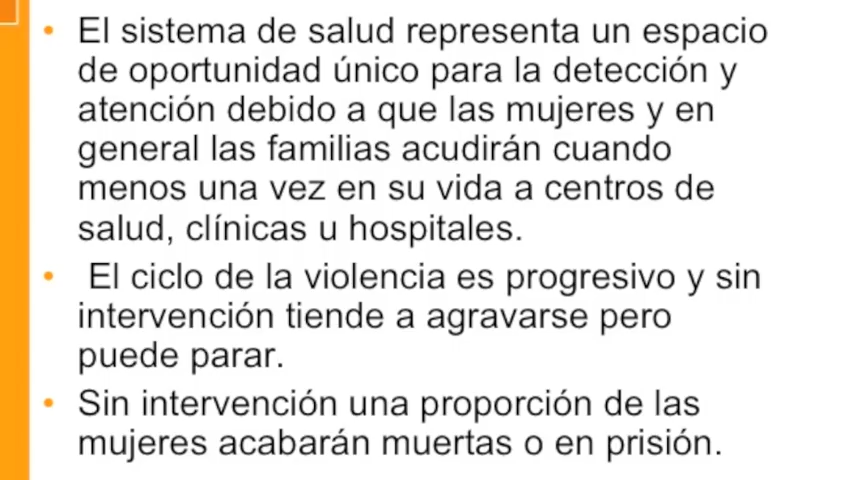 • El sistema de salud representa un espacio
de oportunidad único para la detección y
atención debido a que las mujeres y en
general las familias acudirán cuando
menos una vez en su vida a centros de
salud, clínicas u hospitales.
• El ciclo de la violencia es progresivo y sin
intervención tiende a agravarse pero
puede parar.
• Sin intervención una proporción de las
mujeres acabarán muertas o en prisión.